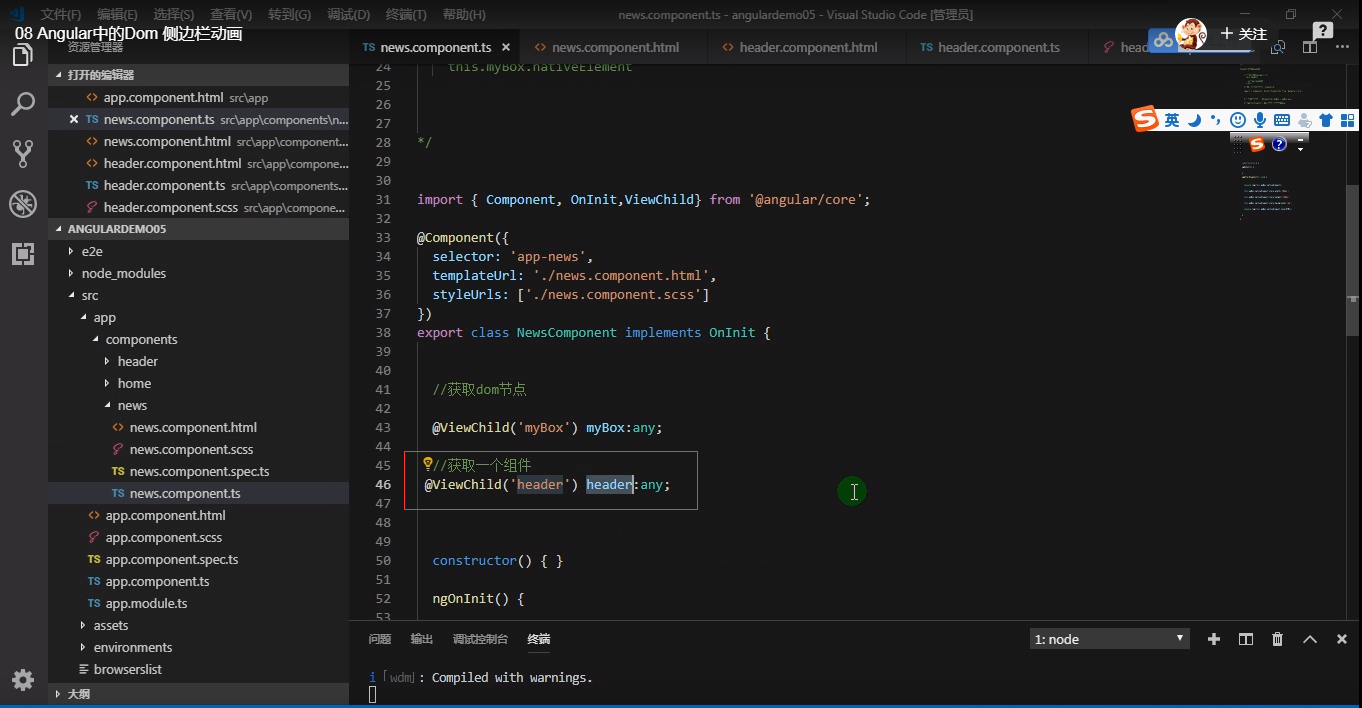 文件(F) 编辑(E) 选择(S) 查看(V) 转到(G) 调试(D) 终端(T) 帮助(H) news.component.ts - angulardemo05 - Visual Studio Code [管理员]
08 Angular中的Dom 侧边栏动画
+ 关注
资源管理器
TS news.component.ts × <> news.component.html <> header.component.html TS header.component.ts head
打开的编辑器
<> app.component.html src\app
× TS news.component.ts src\app\components\n...
<> news.component.html src\app\component...
<> header.component.html src\app\compone...
TS header.component.ts src\app\components...
header.component.scss src\app\compone...
ANGULARDEMO05
e2e
node_modules
src
app
components
header
home
news
<> news.component.html
news.component.scss
TS news.component.spec.ts
TS news.component.ts
<> app.component.html
app.component.scss
TS app.component.spec.ts
TS app.component.ts
TS app.module.ts
assets
environments
browserslist
大纲
24 this.myBox.nativeElement
25
26
27
28 */
29
30
31 import { Component, OnInit,ViewChild} from '@angular/core';
32
33 @Component({
34 selector: 'app-news',
35 templateUrl: './news.component.html',
36 styleUrls: ['./news.component.scss']
37 })
38 export class NewsComponent implements OnInit {
39
40
41 //获取dom节点
42
43 @ViewChild('myBox') myBox:any;
44
45 //获取一个组件
46 @ViewChild('header') header:any;
47
48
49
50 constructor() { }
51
52 ngOnInit() {
53
S 英
问题 输出 调试控制台 终端 1: node
i 「wdm」: Compiled with warnings.